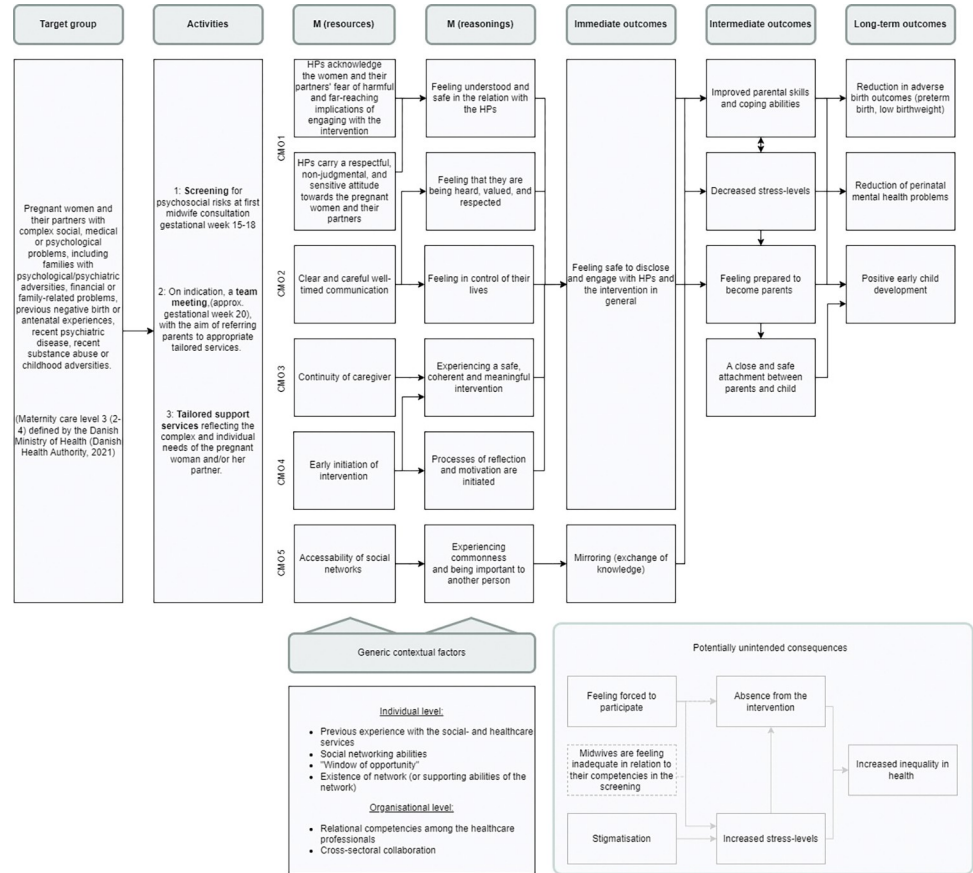 Target group
Activities
M (resources)
M (reasonings)
Immediate outcomes
Intermediate outcomes
Long-term outcomes
Pregnant women and
their partners with
complex social, medical
or psychological
problems, including
families with
psychological/psychiatric
adversities, financial or
family-related problems,
previous negative birth or
antenatal experiences,
recent psychiatric
disease, recent
substance abuse or
childhood adversities.
(Maternity care level 3 (2-
4) defined by the Danish
Ministry of Health (Danish
Health Authority, 2021)
1: Screening for
psychosocial risks at first
midwife consultation
gestational week 15-18
2: On indication, a team
meeting,(approx.
gestational week 20),
with the aim of referring
parents to appropriate
tailored services.
3: Tailored support
services reflecting the
complex and individual
needs of the pregnant
woman and/or her
partner.
CMO1
HPs acknowledge
the women and their
partners' fear of harmful
and far-reaching
implications of
engaging with the
intervention
HPs carry a respectful,
non-judgmental, and
sensitive attitude
towards the pregnant
women and their
partners
CMO2
Clear and careful well-
timed communication
CMO3
Continuity of caregiver
CMO4
Early initiation of
intervention
CMO5
Accessability of social
networks
Feeling understood and
safe in the relation with
the HPs
Feeling that they are
being heard, valued, and
respected
Feeling in control of their
lives
Experiencing a safe,
coherent and meaningful
intervention
Processes of reflection
and motivation are
initiated
Experiencing
commonness
and being important to
another person
Feeling safe to disclose
and engage with HPs and
the intervention in
general
Mirroring (exchange of
knowledge)
Improved parental skills
and coping abilities
Decreased stress-levels
Feeling prepared to
become parents
A close and safe
attachment between
parents and child
Reduction in adverse
birth outcomes (preterm
birth, low birthweight)
Reduction of perinatal
mental health problems
Positive early child
development
Generic contextual factors
Individual level:
• Previous experience with the social- and healthcare
services
• Social networking abilities
• "Window of opportunity"
• Existence of network (or supporting abilities of the
network)
Organisational level:
• Relational competencies among the healthcare
professionals
• Cross-sectoral collaboration
Potentially unintended consequences
Feeling forced to
participate
Midwives are feeling
inadequate in relation to
their competencies in the
screening
Stigmatisation
Absence from the
intervention
Increased stress-levels
Increased inequality in
health